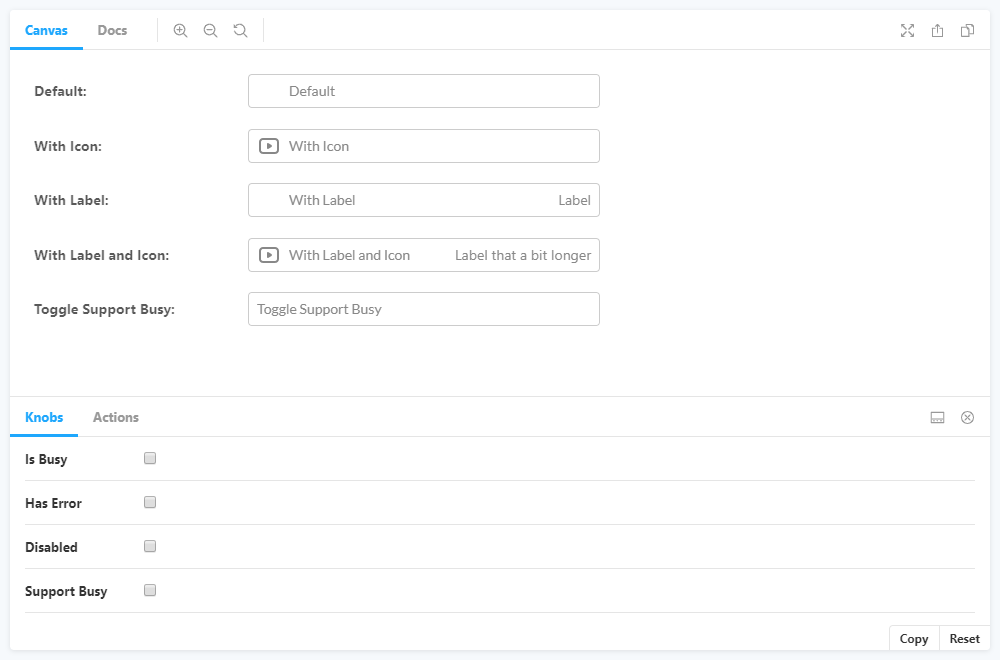 Canvas Docs
Default: Default
With Icon: With Icon
With Label: With Label Label
With Label and Icon: With Label and Icon Label that a bit longer
Toggle Support Busy: Toggle Support Busy
Knobs Actions
Is Busy
Has Error
Disabled
Support Busy
Copy Reset